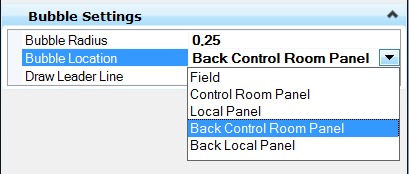 Bubble Settings
Bubble Radius 0,25
Bubble Location Back Control Room Panel
Draw Leader Line Field
Control Room Panel
Local Panel
Back Control Room Panel
Back Local Panel